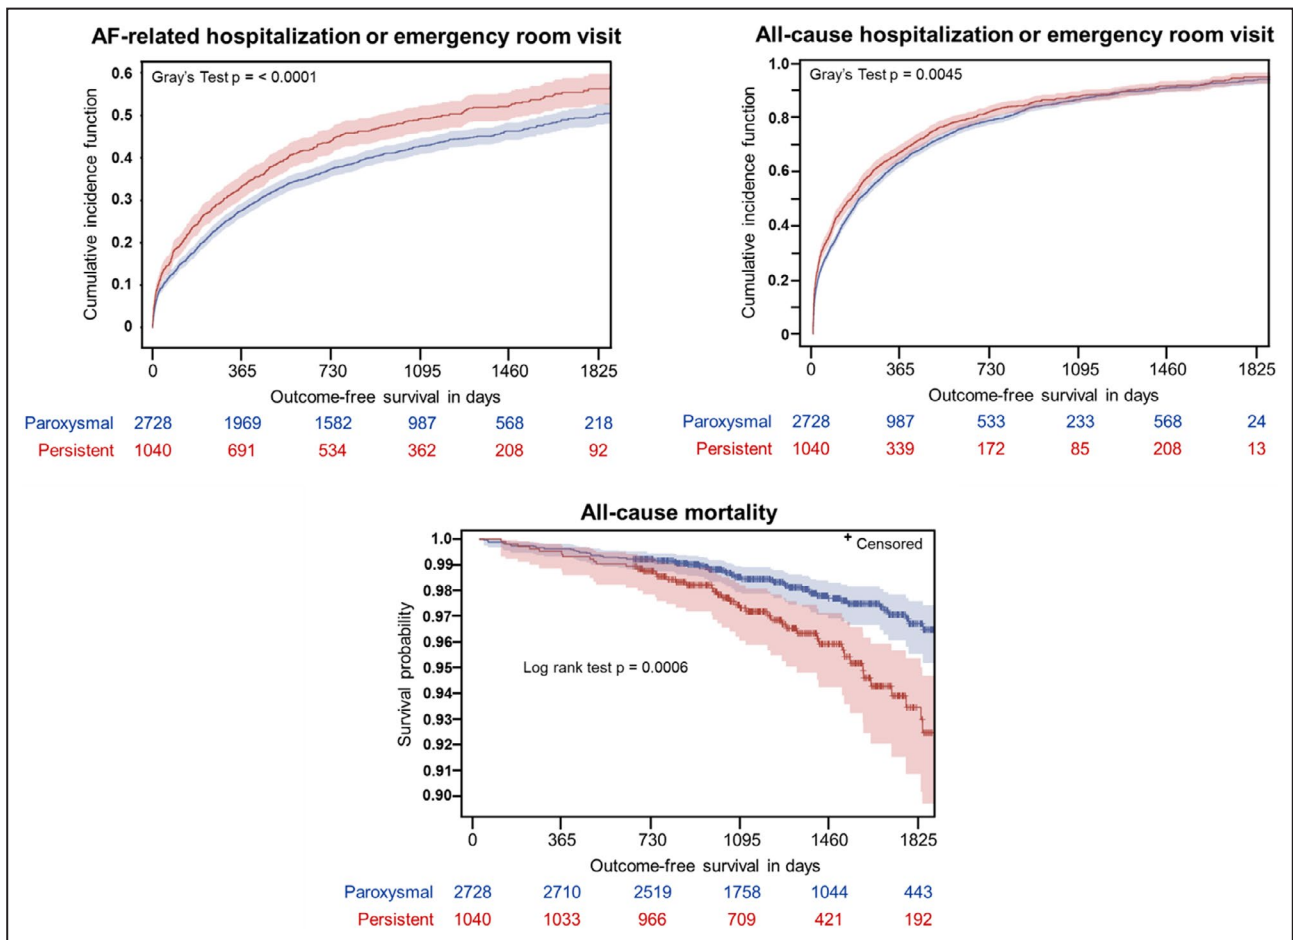 AF-related hospitalization or emergency room visit
Gray's Test p = < 0.0001
Cumulative incidence function
0.6
0.5
0.4
0.3
0.2
0.1
0
0 365 730 1095 1460 1825
Outcome-free survival in days
Paroxysmal 2728 1969 1582 987 568 218
Persistent 1040 691 534 362 208 92
All-cause hospitalization or emergency room visit
Gray's Test p = 0.0045
Cumulative incidence function
1.0
0.8
0.6
0.4
0.2
0
0 365 730 1095 1460 1825
Outcome-free survival in days
Paroxysmal 2728 987 533 233 568 24
Persistent 1040 339 172 85 208 13
All-cause mortality
+ Censored
Log rank test p = 0.0006
Survival probability
1.0
0.99
0.98
0.97
0.96
0.95
0.94
0.93
0.92
0.91
0.90
0 365 730 1095 1460 1825
Outcome-free survival in days
Paroxysmal 2728 2710 2519 1758 1044 443
Persistent 1040 1033 966 709 421 192